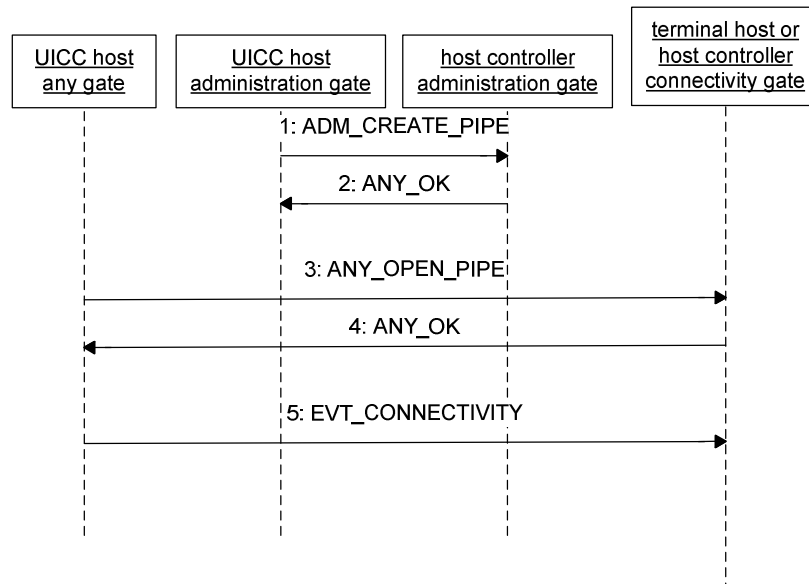 UICC host
any gate
UICC host
administration gate
host controller
administration gate
terminal host or
host controller
connectivity gate
1: ADM_CREATE_PIPE
2: ANY_OK
3: ANY_OPEN_PIPE
4: ANY_OK
5: EVT_CONNECTIVITY